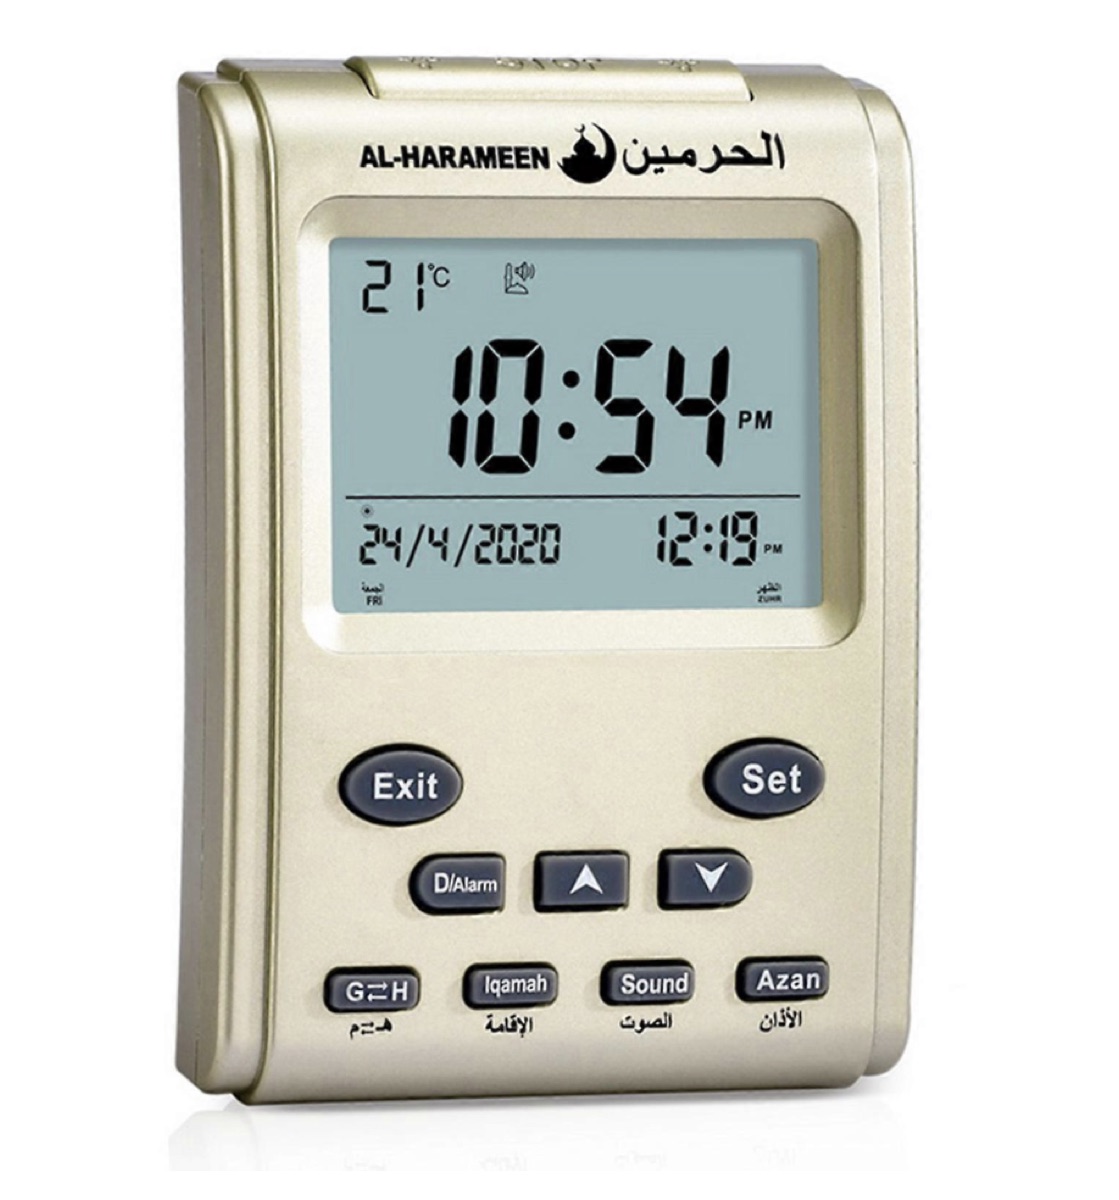 STOP
AL-HARAMEEN الحرمين
21°C
10:54 PM
24/4/2020 12:19 PM
الجمعة الظهر
FRI ZUHR
Exit Set
D/Alarm
G⇄H Iqamah Sound Azan
هـ⇄م الإقامة الصوت الأذان